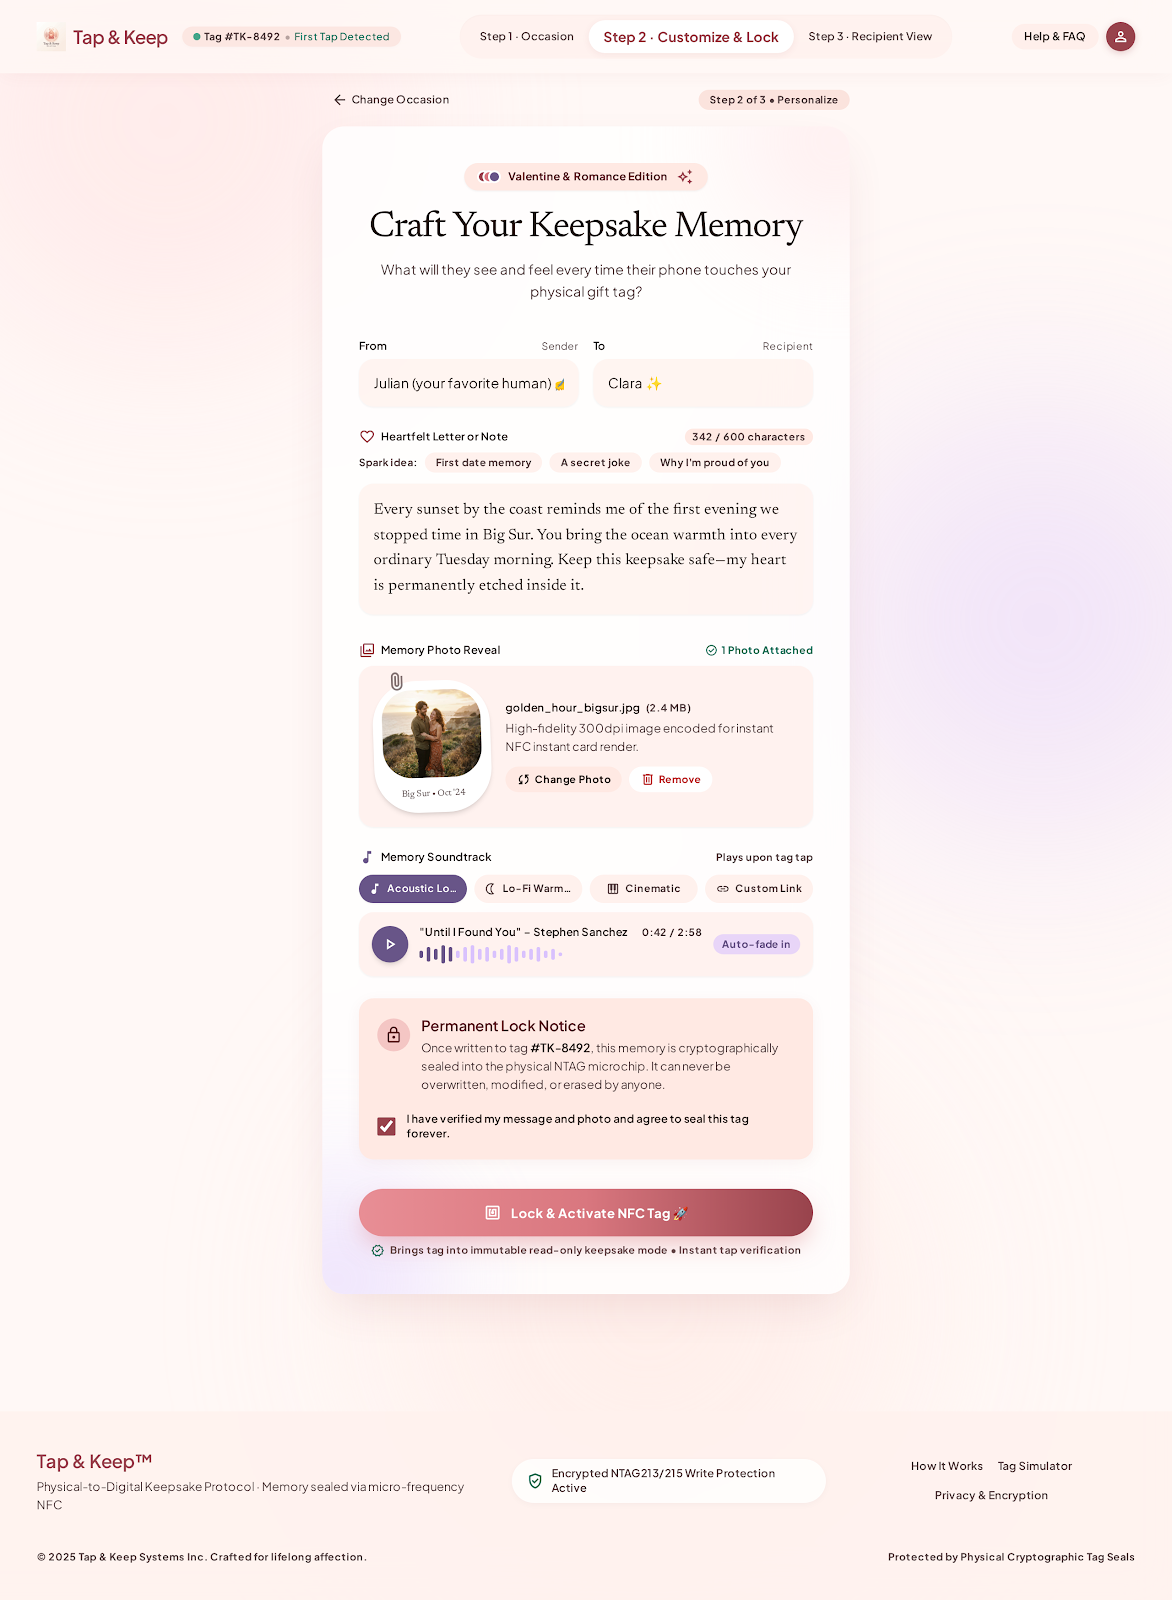 Tap & Keep
Tag #TK-8492 • First Tap Detected
Step 1 · Occasion
Step 2 · Customize & Lock
Step 3 · Recipient View
Help & FAQ
Change Occasion
Step 2 of 3 • Personalize
Valentine & Romance Edition
Craft Your Keepsake Memory
What will they see and feel every time their phone touches your
physical gift tag?
From
Sender
To
Recipient
Julian (your favorite human)
Clara ✨
Heartfelt Letter or Note
342 / 600 characters
Spark idea:
First date memory
A secret joke
Why I'm proud of you
Every sunset by the coast reminds me of the first evening we
stopped time in Big Sur. You bring the ocean warmth into every
ordinary Tuesday morning. Keep this keepsake safe—my heart
is permanently etched inside it.
Memory Photo Reveal
1 Photo Attached
Big Sur • Oct '24
golden_hour_bigsur.jpg (2.4 MB)
High-fidelity 300dpi image encoded for instant
NFC instant card render.
Change Photo
Remove
Memory Soundtrack
Plays upon tag tap
Acoustic Lo…
Lo-Fi Warm…
Cinematic
Custom Link
"Until I Found You" – Stephen Sanchez
0:42 / 2:58
Auto-fade in
Permanent Lock Notice
Once written to tag #TK-8492, this memory is cryptographically
sealed into the physical NTAG microchip. It can never be
overwritten, modified, or erased by anyone.
I have verified my message and photo and agree to seal this tag
forever.
Lock & Activate NFC Tag 🚀
Brings tag into immutable read-only keepsake mode • Instant tap verification
Tap & Keep™
Physical-to-Digital Keepsake Protocol · Memory sealed via micro-frequency
NFC
Encrypted NTAG213/215 Write Protection
Active
How It Works
Tag Simulator
Privacy & Encryption
© 2025 Tap & Keep Systems Inc. Crafted for lifelong affection.
Protected by Physical Cryptographic Tag Seals